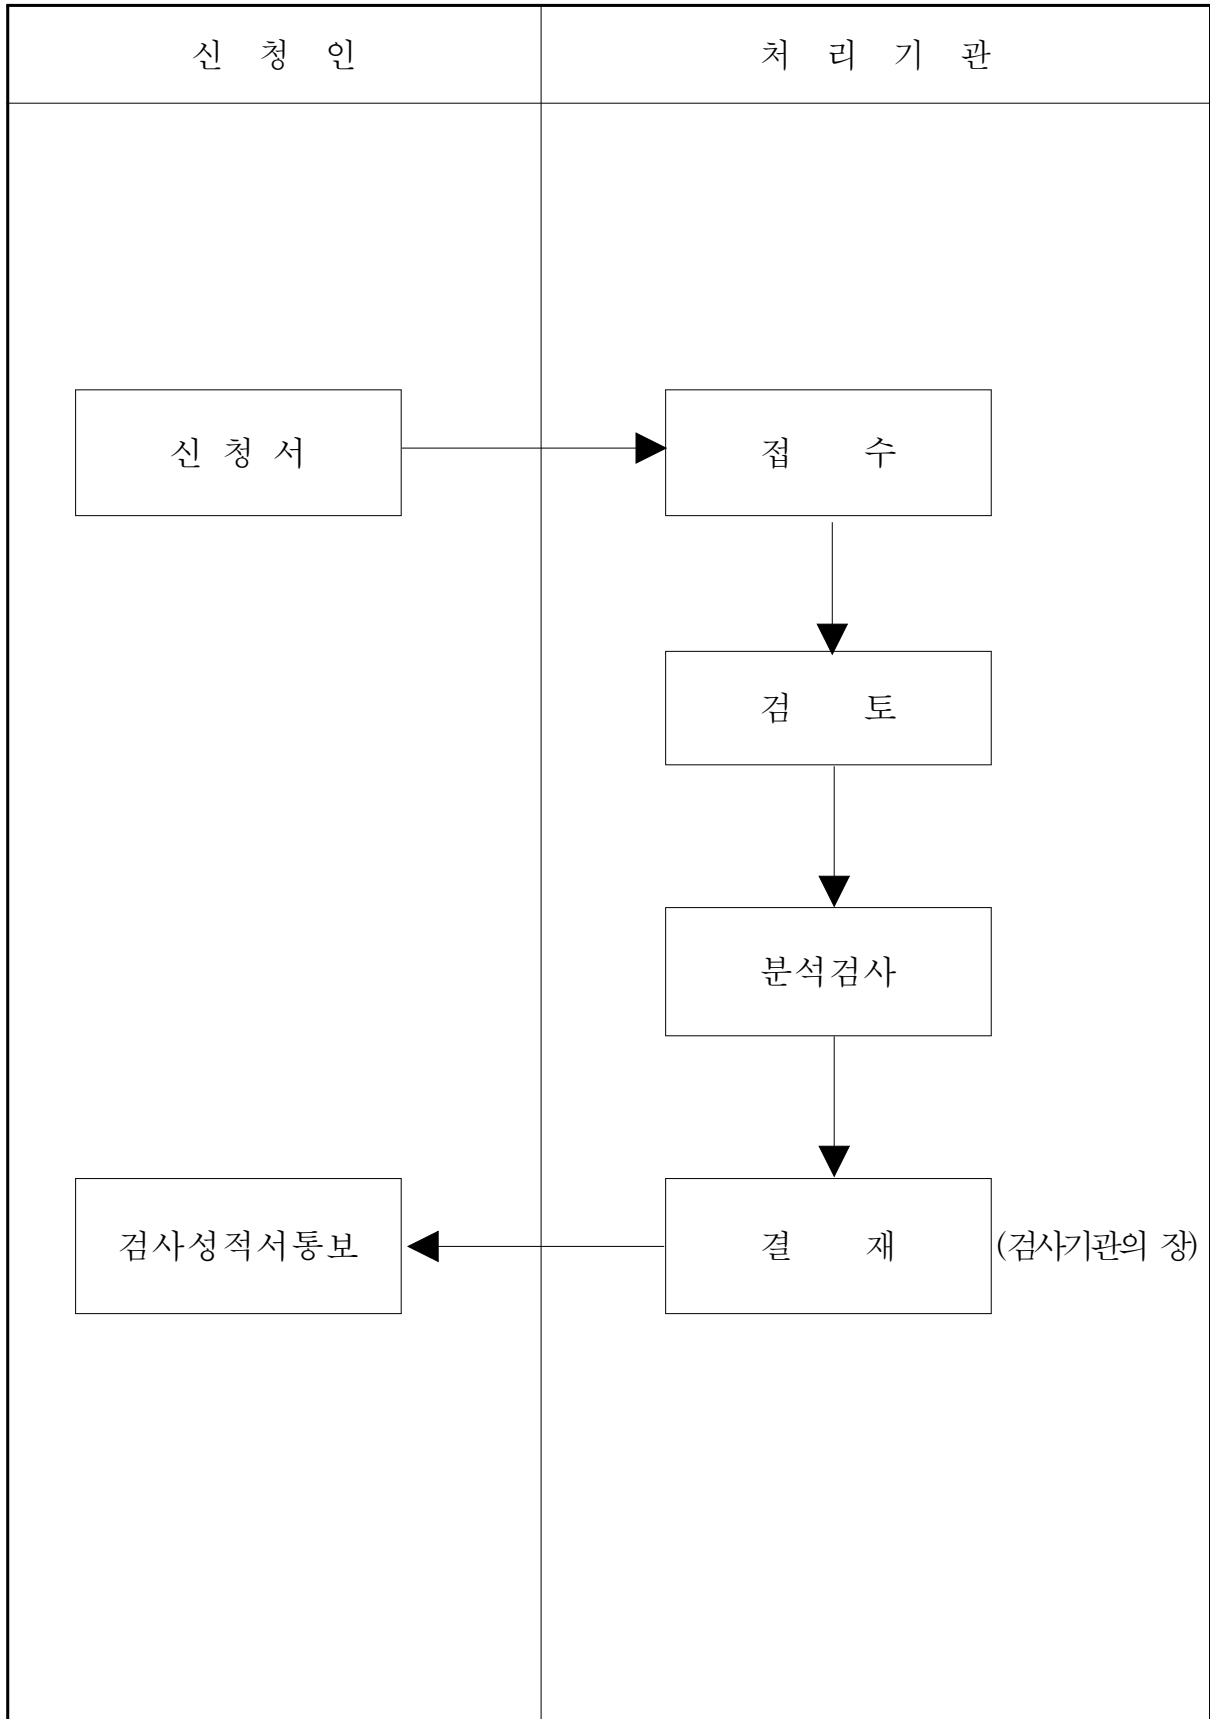 신 청 인
처 리 기 관
신 청 서
접 수
검 토
분석검사
검사성적서통보
결 재
(검사기관의 장)